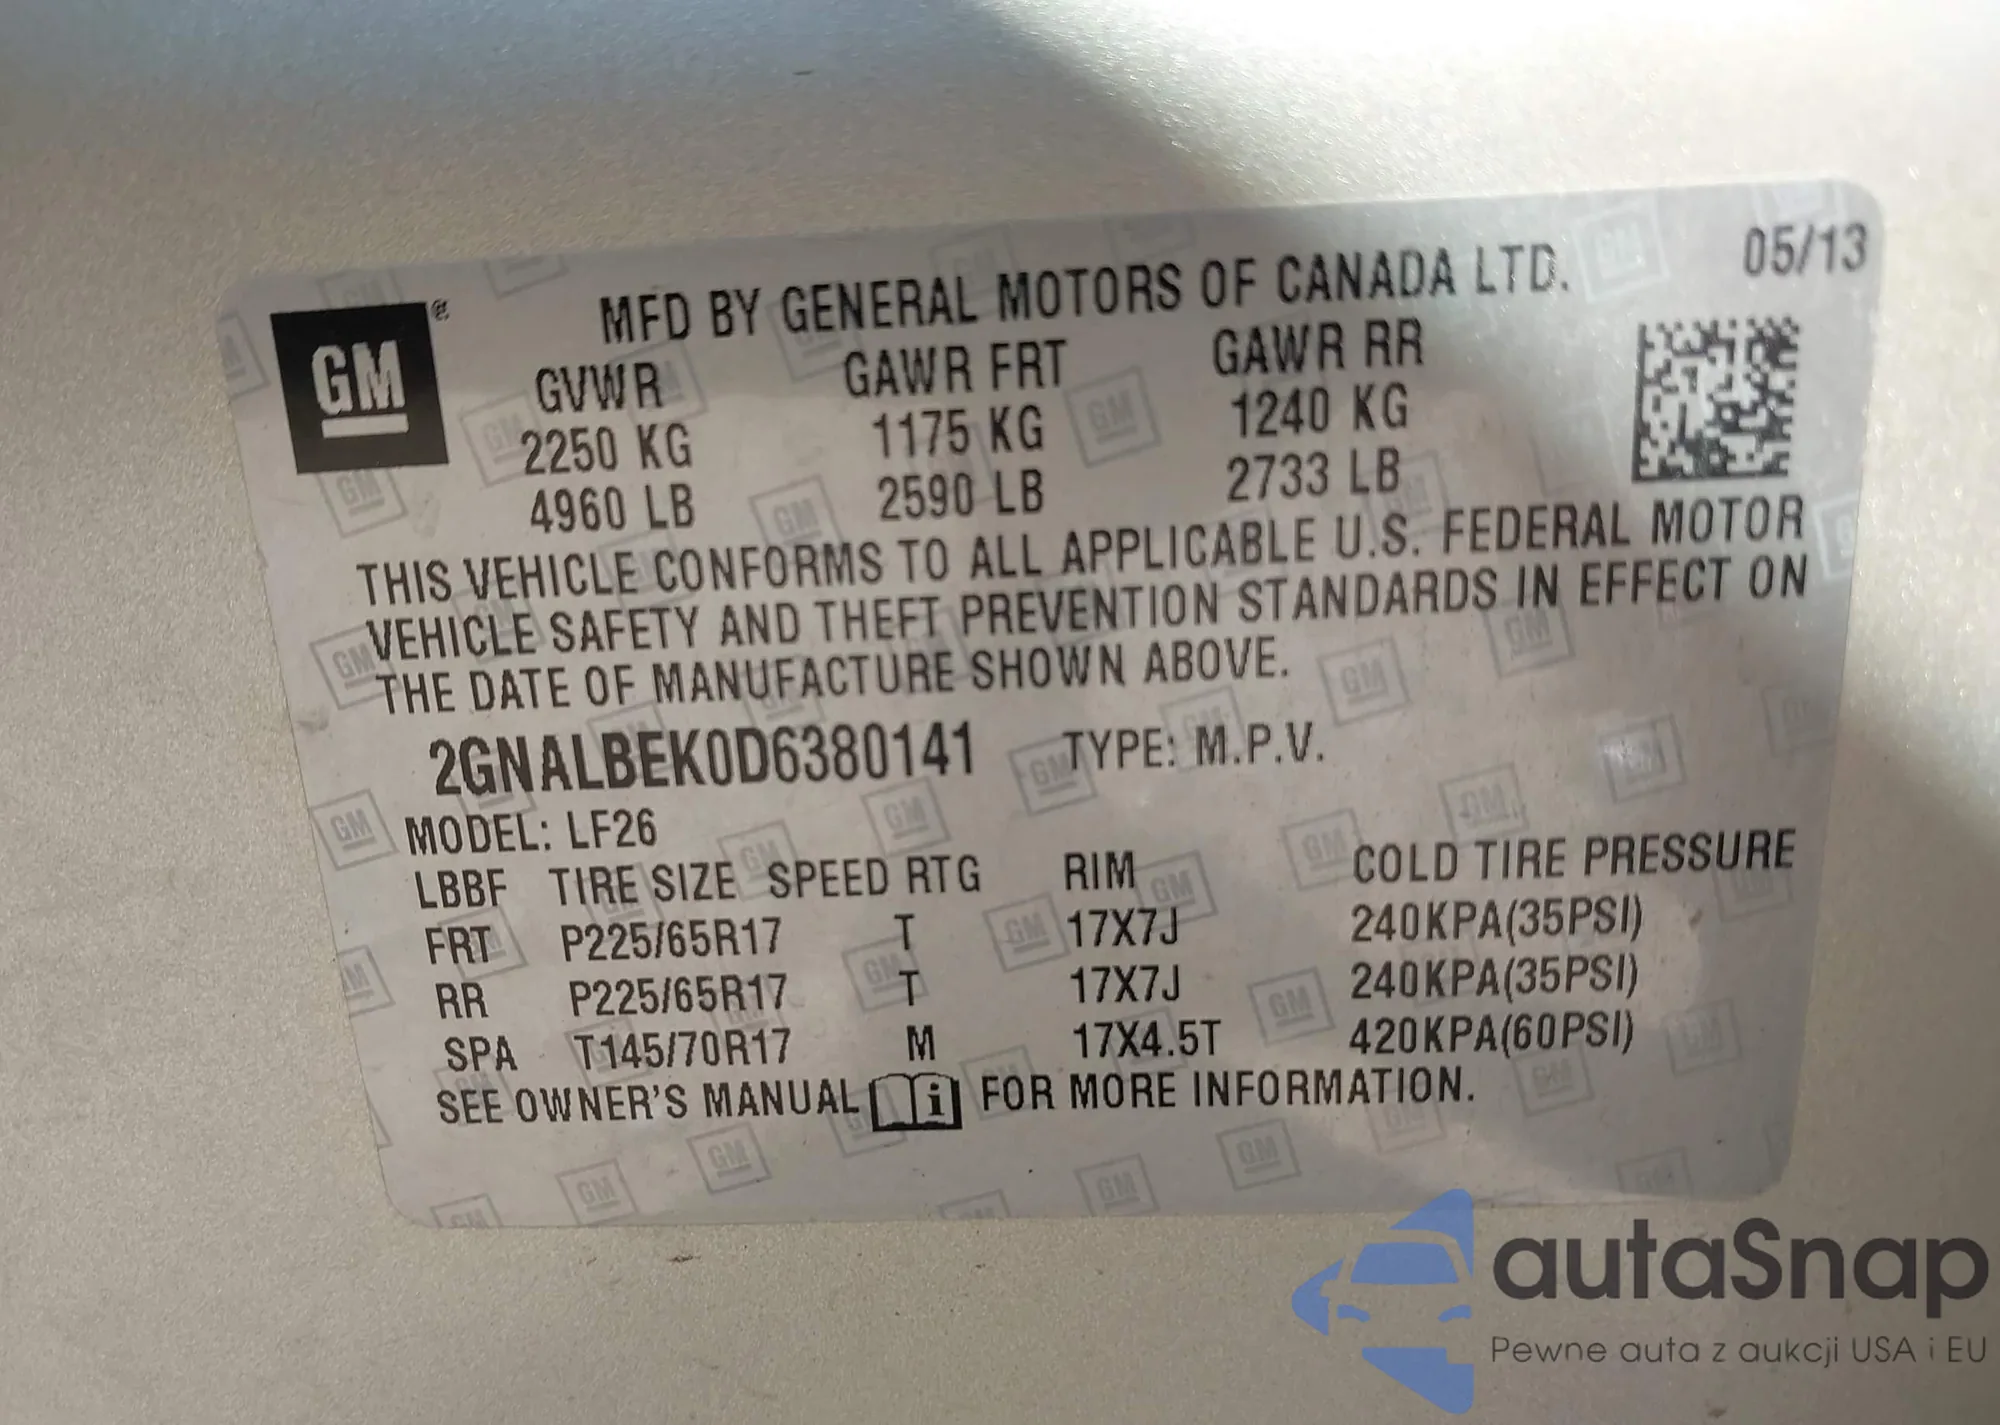 05/13
GM
MFD BY GENERAL MOTORS OF CANADA LTD.
GVWR GAWR FRT GAWR RR
2250 KG 1175 KG 1240 KG
4960 LB 2590 LB 2733 LB
THIS VEHICLE CONFORMS TO ALL APPLICABLE U.S. FEDERAL MOTOR
VEHICLE SAFETY AND THEFT PREVENTION STANDARDS IN EFFECT ON
THE DATE OF MANUFACTURE SHOWN ABOVE.
2GNALBEK0D6380141 TYPE: M.P.V.
MODEL: LF26
LBBF TIRE SIZE SPEED RTG RIM COLD TIRE PRESSURE
FRT P225/65R17 T 17X7J 240KPA(35PSI)
RR P225/65R17 T 17X7J 240KPA(35PSI)
SPA T145/70R17 M 17X4.5T 420KPA(60PSI)
SEE OWNER'S MANUAL i FOR MORE INFORMATION.
autaSnap
Pewne auta z aukcji USA i EU